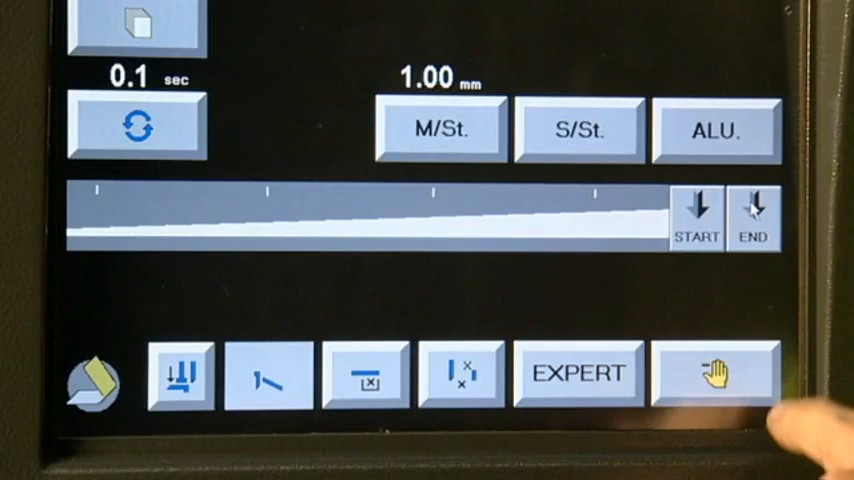 0.1 sec
1.00 mm
M/St.
S/St.
ALU.
START
END
EXPERT